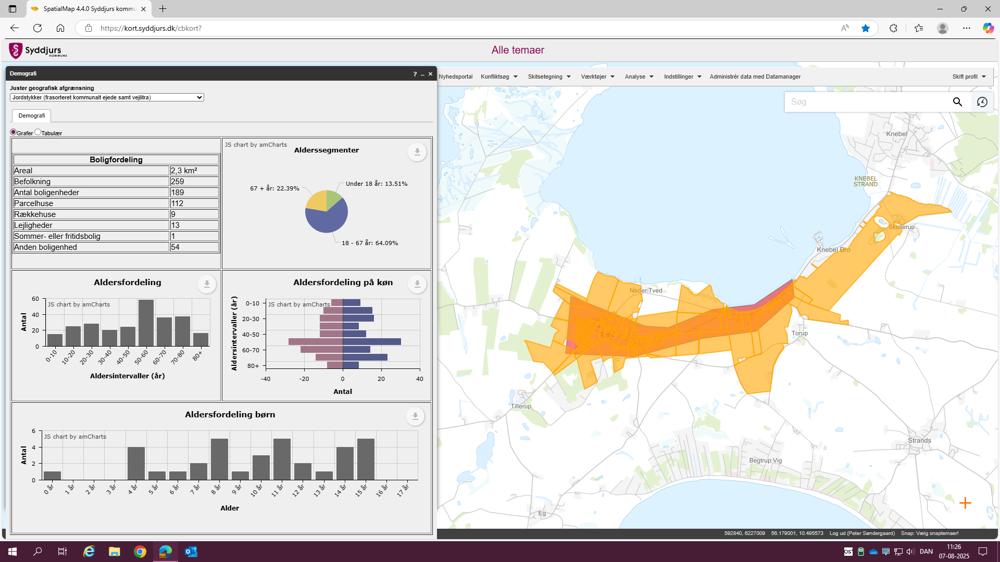 SpatialMap 4.4.0 Syddjurs kommu
https://kort.syddjurs.dk/cbkort?
Syddjurs
KOMMUNE
Alle temaer
Demografi
? _ ×
Nyhedsportal
Konfliktsøg
Skitsetegning
Værktøjer
Analyse
Indstillinger
Administrér data med Datamanager
Skift profil
Juster geografisk afgrænsning
Jordstykker (frasorteret kommunalt ejede samt vejlitra)
Søg
Demografi
Grafer
Tabulær
Boligfordeling
Areal 2,3 km²
Befolkning 259
Antal boligenheder 189
Parcelhuse 112
Rækkehuse 9
Lejligheder 13
Sommer- eller fritidsbolig 1
Anden boligenhed 54
JS chart by amCharts
Alderssegmenter
67 + år: 22.39%
Under 18 år: 13.51%
18 - 67 år: 64.09%
Aldersfordeling
JS chart by amCharts
Antal
60
40
20
0
0-10
10-20
20-30
30-40
40-50
50-60
60-70
70-80
80+
Aldersintervaller (år)
Aldersfordeling på køn
JS chart by amCharts
Aldersintervaller (år)
0-10
20-30
40-50
60-70
80+
-40
-20
0
20
40
Antal
Aldersfordeling børn
JS chart by amCharts
Antal
6
4
2
0
0 år
1 år
2 år
3 år
4 år
5 år
6 år
7 år
8 år
9 år
10 år
11 år
12 år
13 år
14 år
15 år
16 år
17 år
Alder
Knebel
KNEBEL
STRAND
Skellerup
Knebel Bro
Neder Tved
Tved
Torup
Tillerup
Strands
Begtrup Vig
Eg
592840, 6227009
56.179001, 10.495573
Log ud (Peter Søndergaard)
Snap: Vælg snaptemaer!
DAN
11:26
07-08-2025